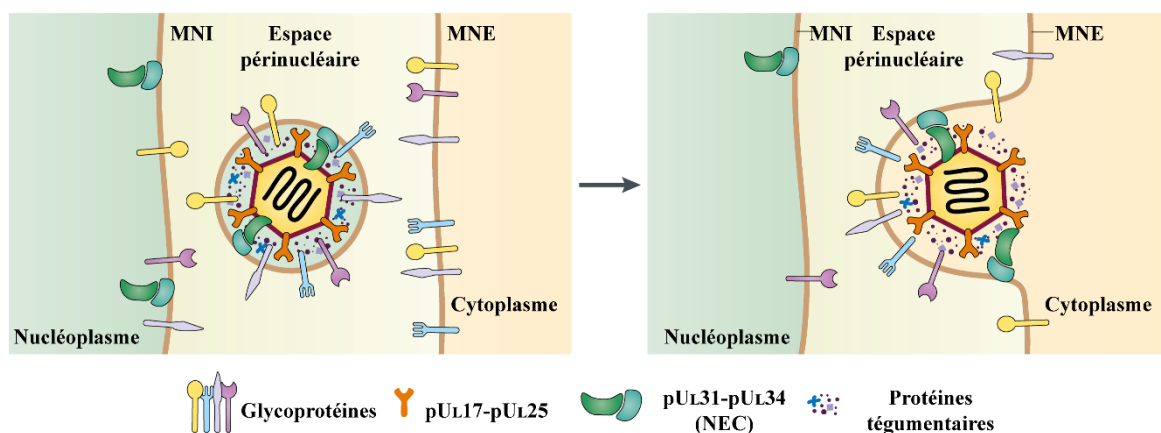 MNI
Espace
périnucléaire
MNE
Nucléoplasme
Cytoplasme
MNI
Espace
périnucléaire
MNE
Nucléoplasme
Cytoplasme
Glycoprotéines
pUL17-pUL25
pUL31-pUL34
(NEC)
Protéines
tégumentaires